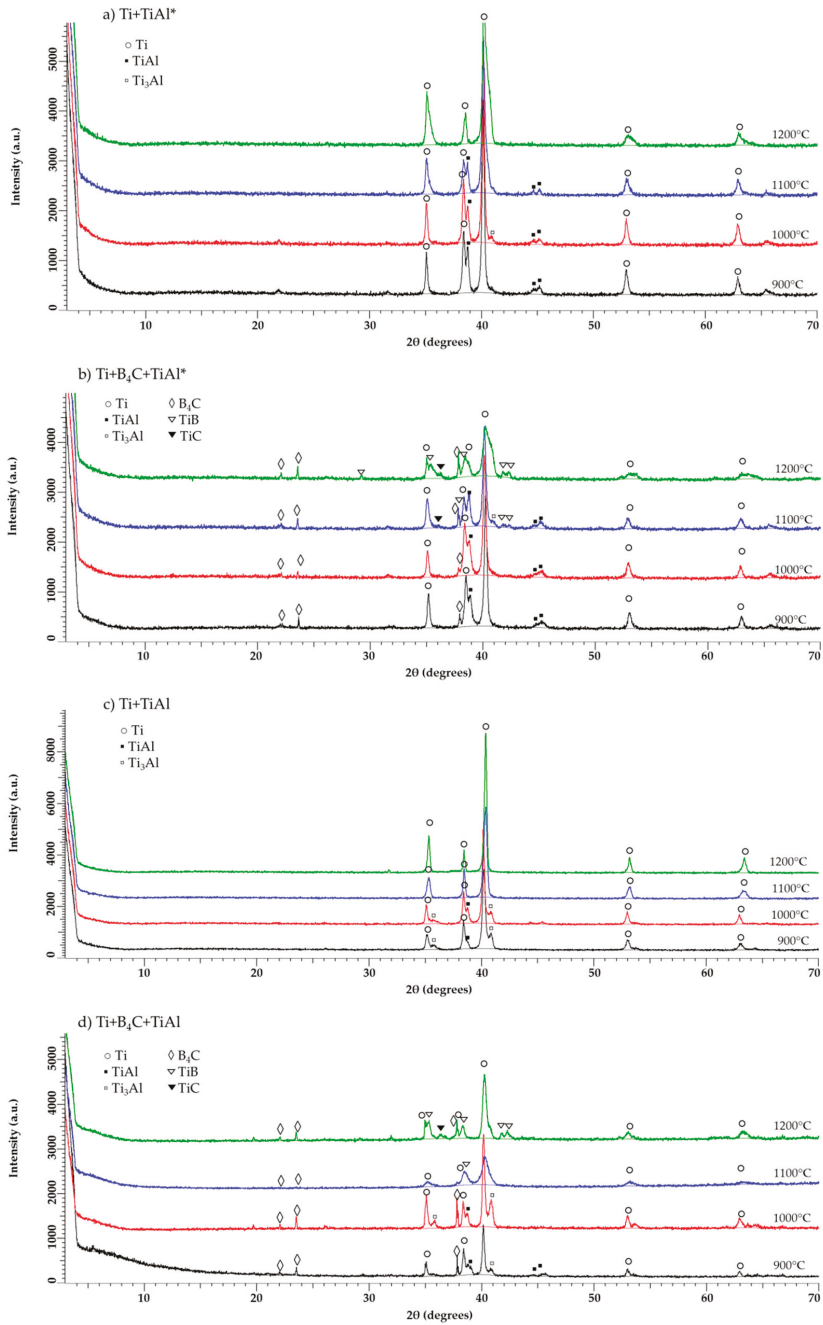 a) Ti+TiAl*
○ Ti
▪ TiAl
▫ Ti₃Al
Intensity (a.u.)
0 1000 2000 3000 4000 5000
1200°C
1100°C
1000°C
900°C
10 20 30 40 50 60 70
2θ (degrees)
b) Ti+B₄C+TiAl*
○ Ti ◊ B₄C
▪ TiAl ▽ TiB
▫ Ti₃Al ▼ TiC
Intensity (a.u.)
0 1000 2000 3000 4000
1200°C
1100°C
1000°C
900°C
10 20 30 40 50 60 70
2θ (degrees)
c) Ti+TiAl
○ Ti
▪ TiAl
▫ Ti₃Al
Intensity (a.u.)
0 2000 4000 6000 8000
1200°C
1100°C
1000°C
900°C
10 20 30 40 50 60 70
2θ (degrees)
d) Ti+B₄C+TiAl
○ Ti ◊ B₄C
▪ TiAl ▽ TiB
▫ Ti₃Al ▼ TiC
Intensity (a.u.)
0 1000 2000 3000 4000 5000
1200°C
1100°C
1000°C
900°C
10 20 30 40 50 60 70
2θ (degrees)